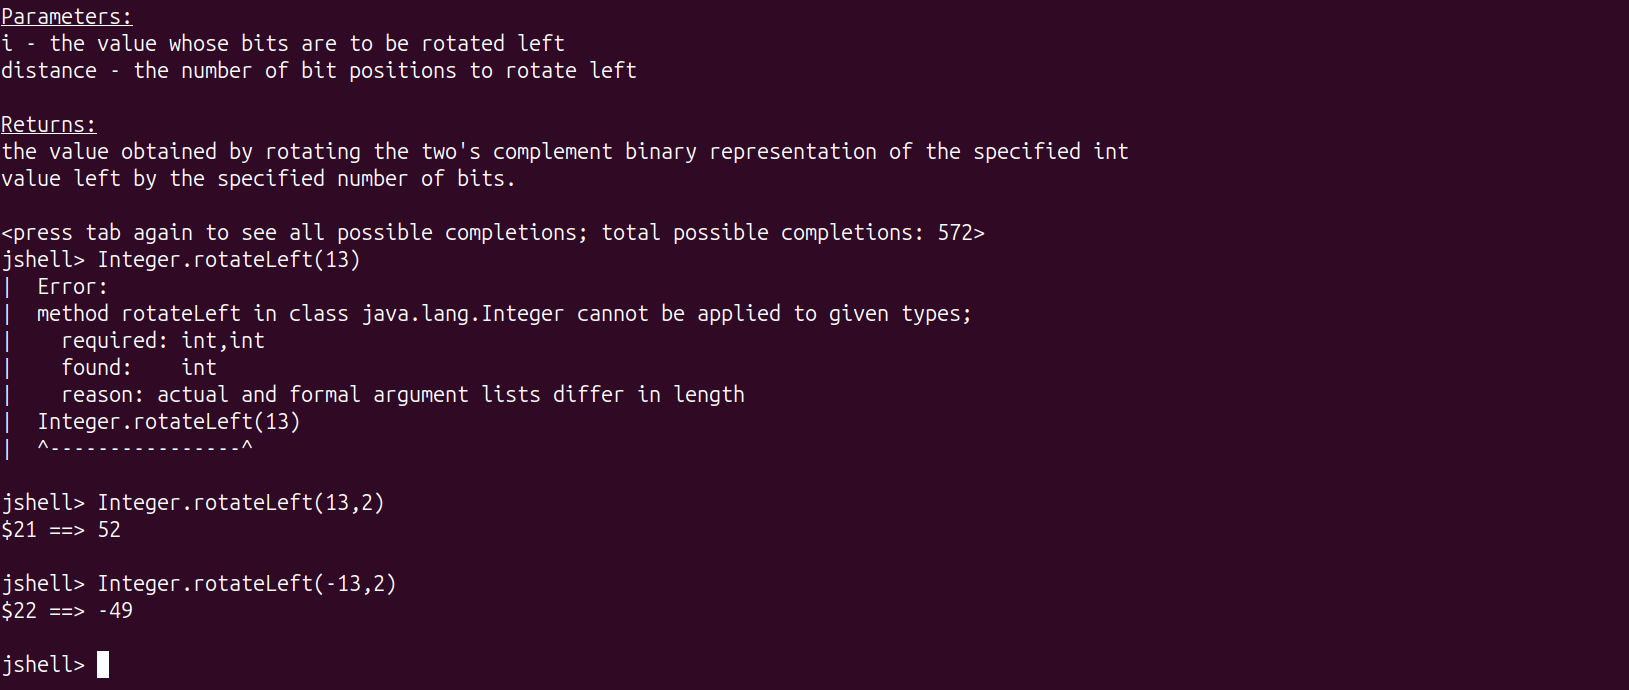 Parameters:
i - the value whose bits are to be rotated left
distance - the number of bit positions to rotate left
Returns:
the value obtained by rotating the two's complement binary representation of the specified int
value left by the specified number of bits.
<press tab again to see all possible completions; total possible completions: 572>
jshell> Integer.rotateLeft(13)
|  Error:
|  method rotateLeft in class java.lang.Integer cannot be applied to given types;
|    required: int,int
|    found:    int
|    reason: actual and formal argument lists differ in length
|  Integer.rotateLeft(13)
|  ^----------------^
jshell> Integer.rotateLeft(13,2)
$21 ==> 52
jshell> Integer.rotateLeft(-13,2)
$22 ==> -49
jshell>